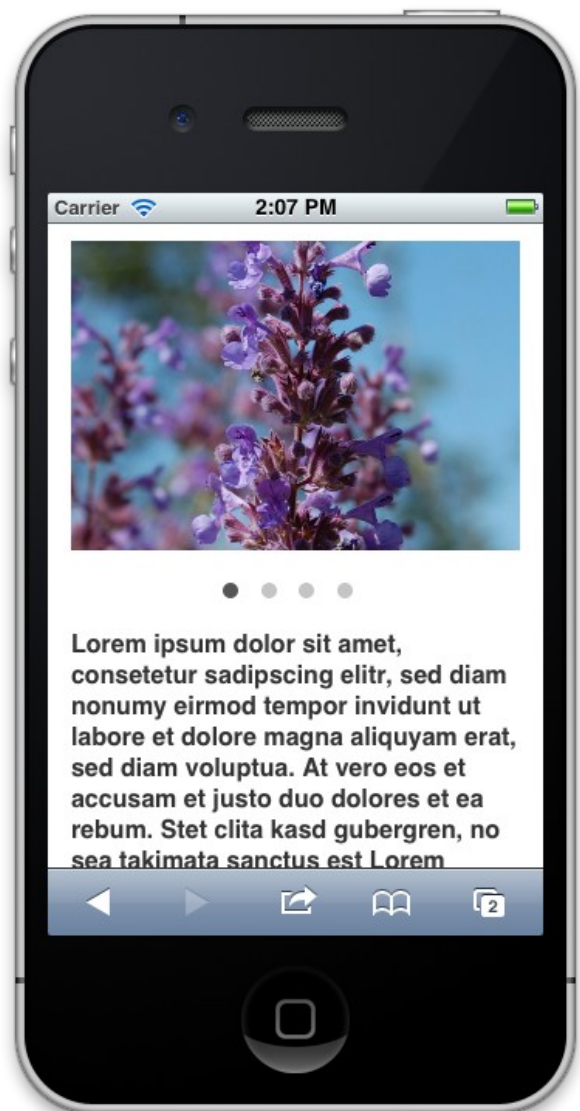 Carrier 2:07 PM
Lorem ipsum dolor sit amet,
consetetur sadipscing elitr, sed diam
nonumy eirmod tempor invidunt ut
labore et dolore magna aliquyam erat,
sed diam voluptua. At vero eos et
accusam et justo duo dolores et ea
rebum. Stet clita kasd gubergren, no
sea takimata sanctus est Lorem
2